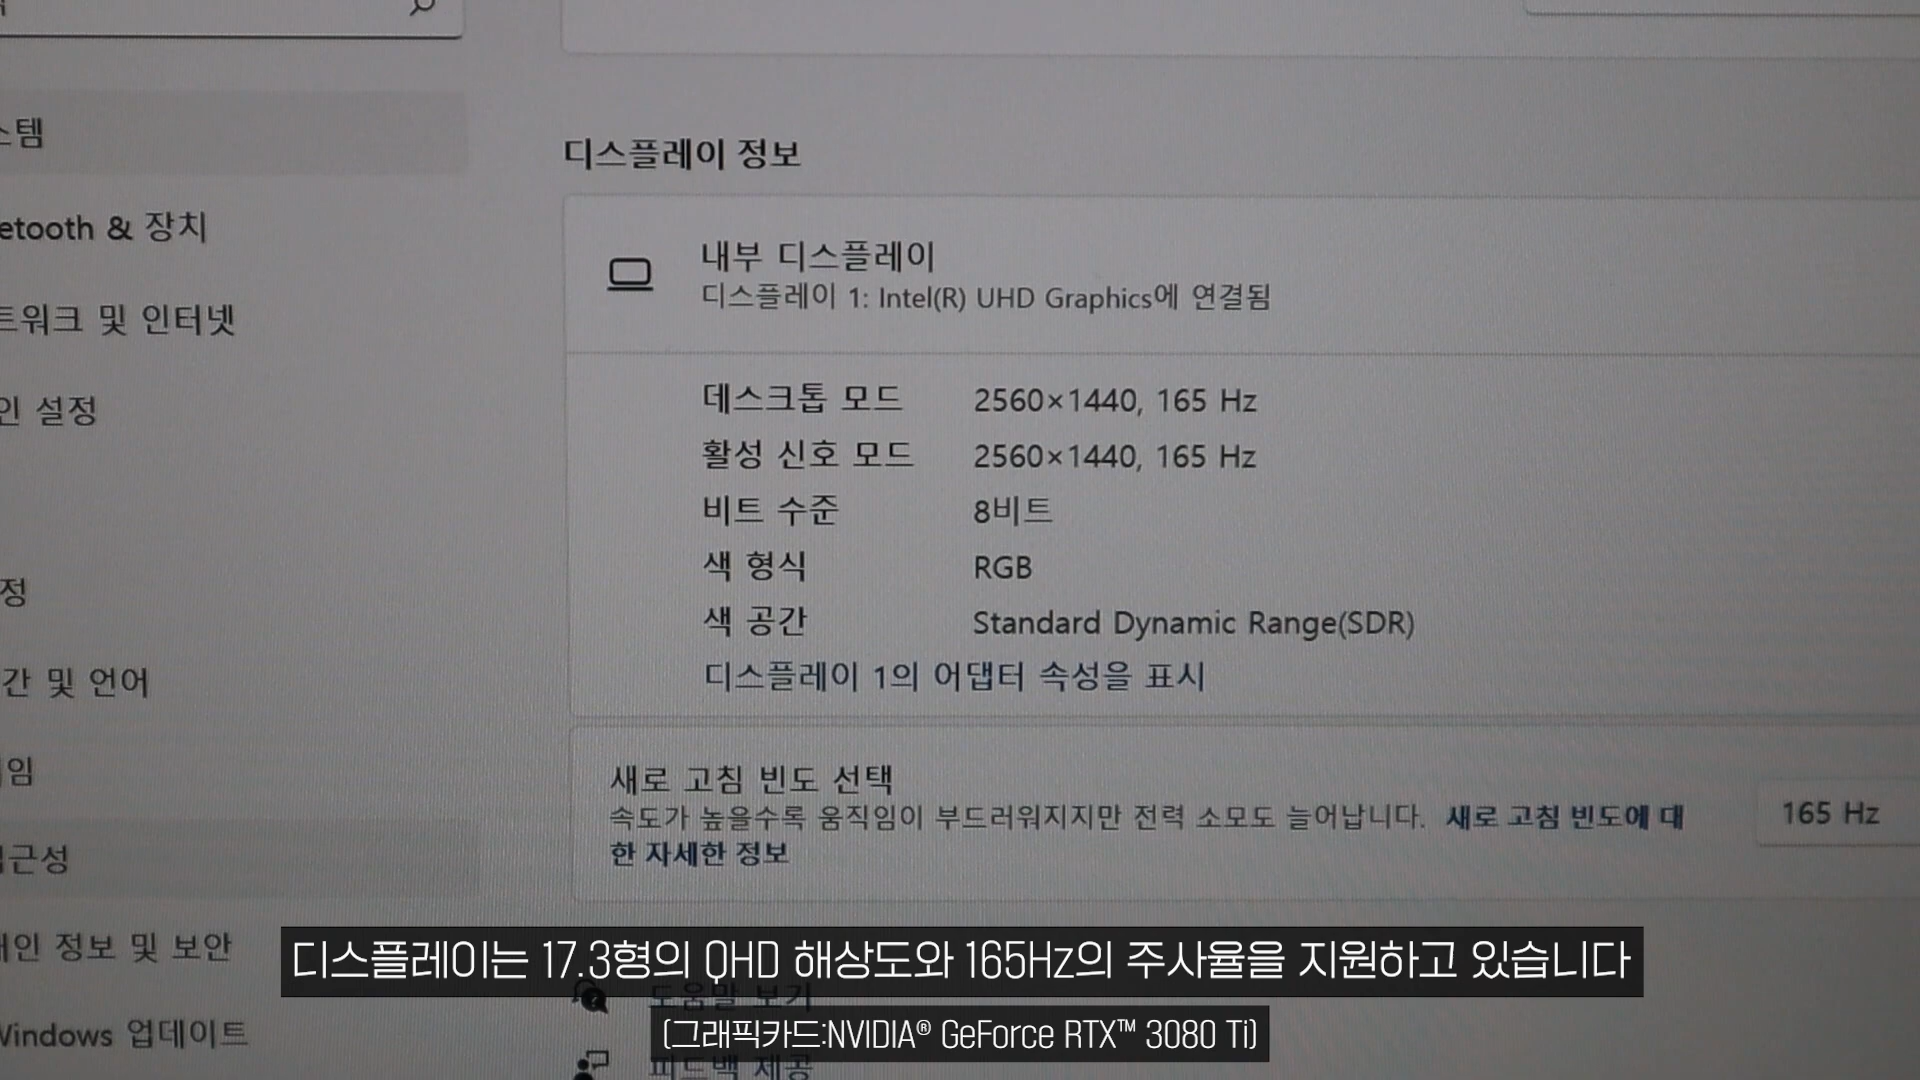 디스플레이 정보
내부 디스플레이
디스플레이 1: Intel(R) UHD Graphics에 연결됨
데스크톱 모드 2560×1440, 165 Hz
활성 신호 모드 2560×1440, 165 Hz
비트 수준 8비트
색 형식 RGB
색 공간 Standard Dynamic Range(SDR)
디스플레이 1의 어댑터 속성을 표시
새로 고침 빈도 선택
속도가 높을수록 움직임이 부드러워지지만 전력 소모도 늘어납니다. 새로 고침 빈도에 대
한 자세한 정보
165 Hz
스템
etooth & 장치
트워크 및 인터넷
인 설정
정
간 및 언어
임
근성
인 정보 및 보안
Windows 업데이트
도움말 보기
피드백 제공
디스플레이는 17.3형의 QHD 해상도와 165Hz의 주사율을 지원하고 있습니다
(그래픽카드:NVIDIA® GeForce RTX™ 3080 Ti)